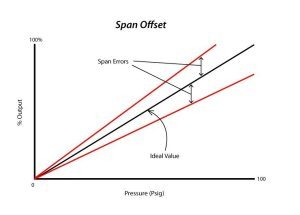 Span Offset
100%
Span Errors
% Output
Ideal Value
0
100
Pressure (Psig)